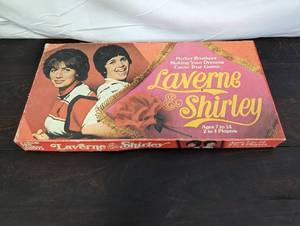 Parker Brothers
Making Your Dreams
Come True Game
Laverne
& Shirley
Ages 7 to 14
2 to 4 Players
Laverne & Shirley